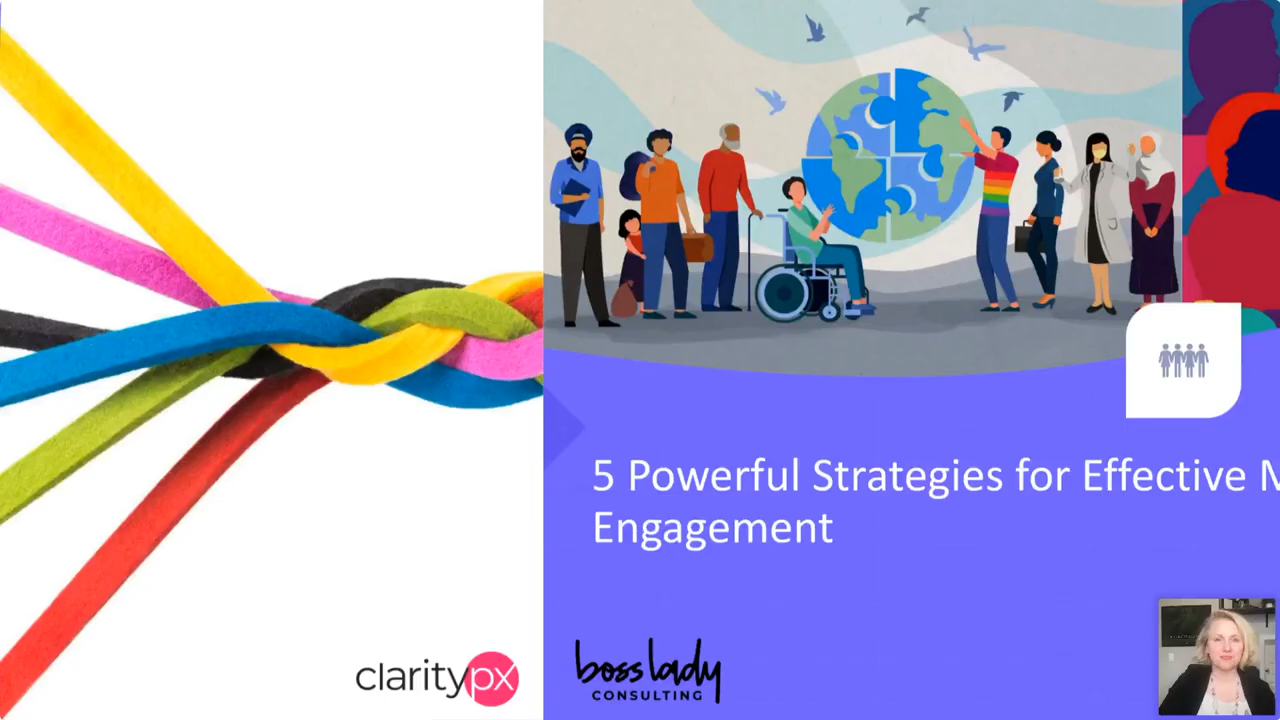 5 Powerful Strategies for Effective M
Engagement
claritypx
boss lady
CONSULTING